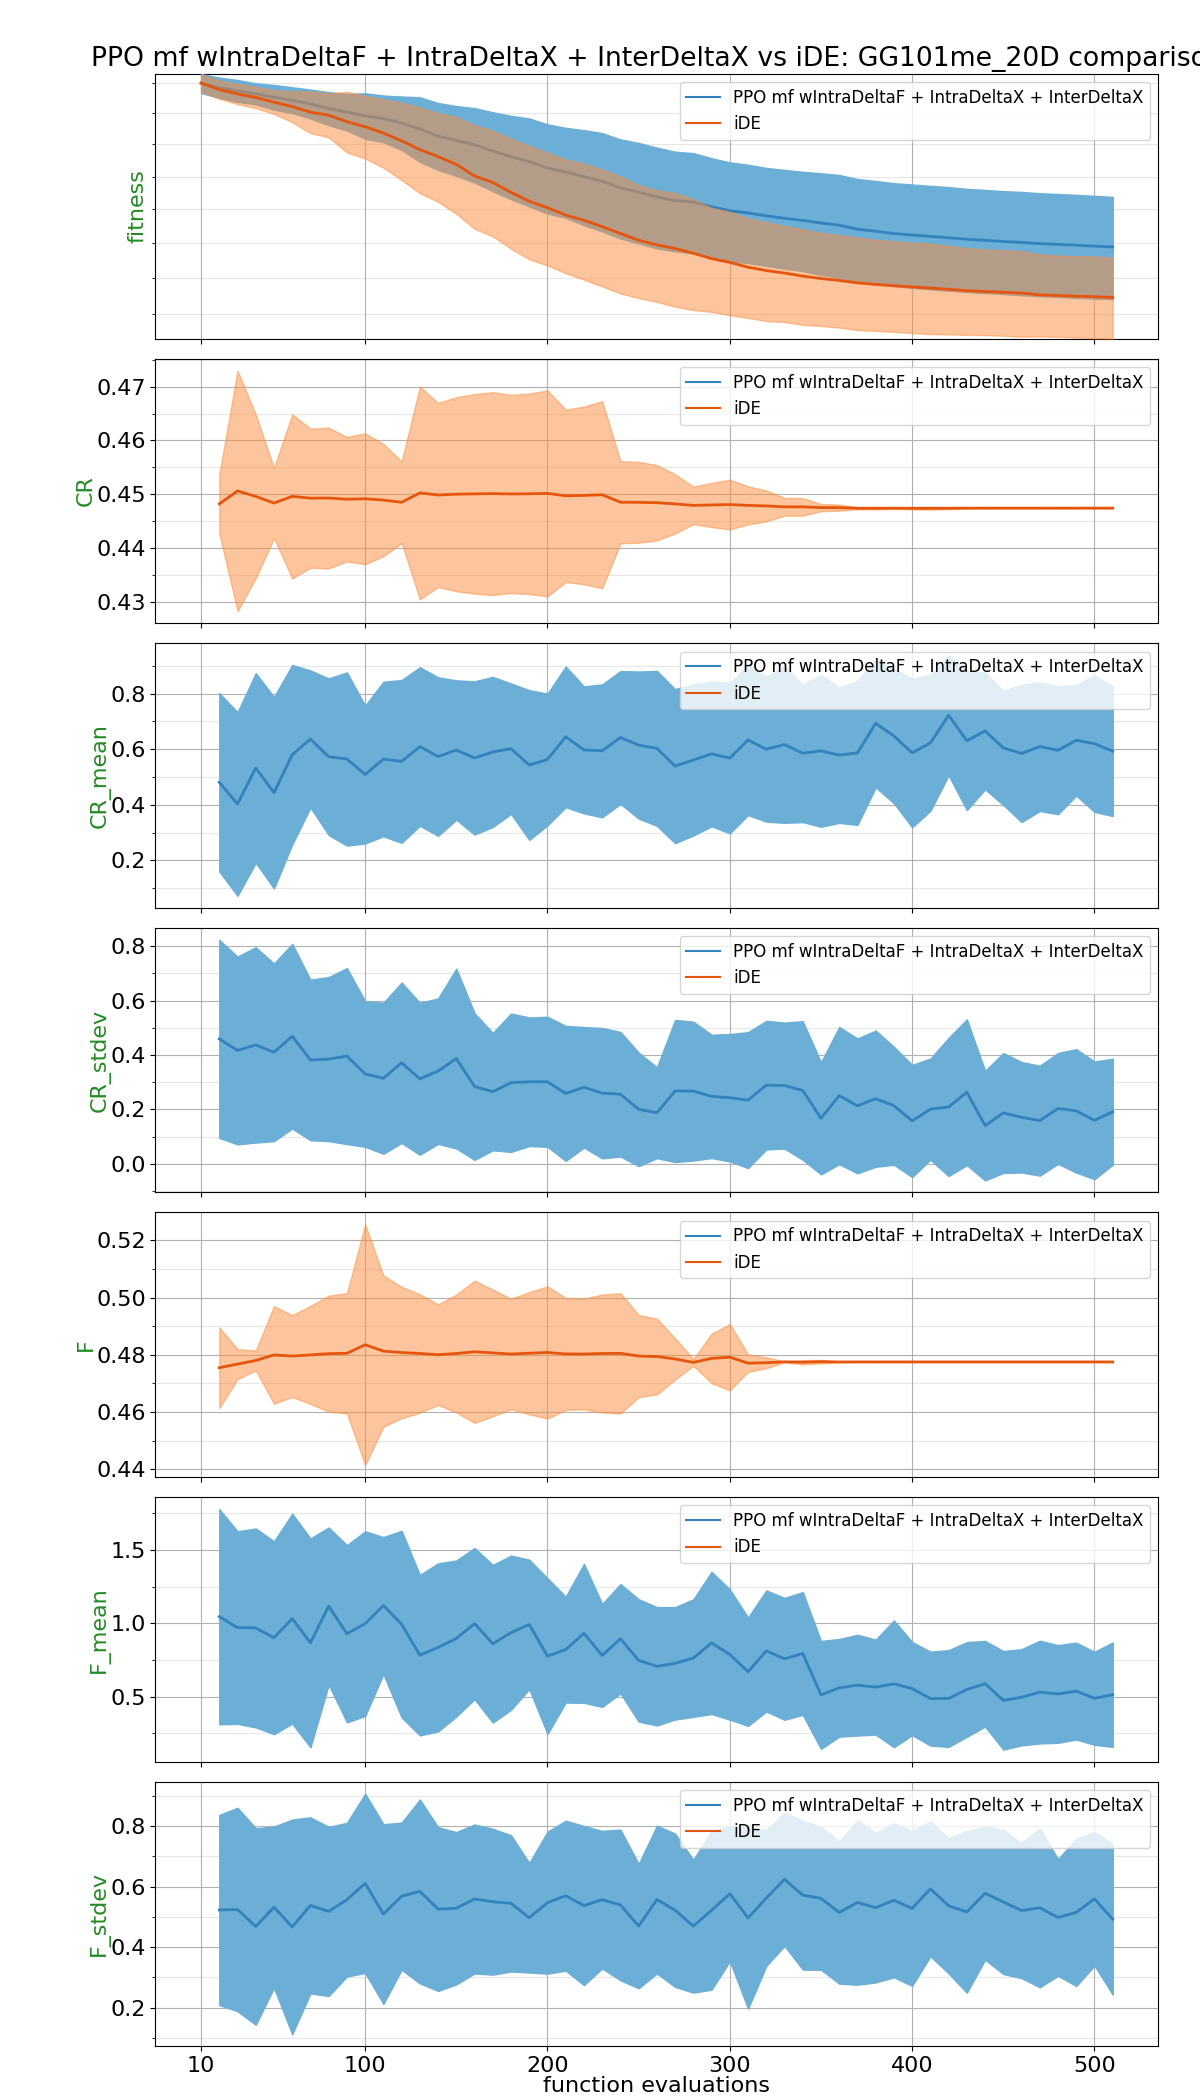 PPO mf wIntraDeltaF + IntraDeltaX + InterDeltaX vs iDE: GG101me_20D compariso
PPO mf wIntraDeltaF + IntraDeltaX + InterDeltaX
iDE
fitness
PPO mf wIntraDeltaF + IntraDeltaX + InterDeltaX
iDE
0.47
0.46
0.45
0.44
0.43
CR
PPO mf wIntraDeltaF + IntraDeltaX + InterDeltaX
iDE
0.8
0.6
0.4
0.2
CR_mean
PPO mf wIntraDeltaF + IntraDeltaX + InterDeltaX
iDE
0.8
0.6
0.4
0.2
0.0
CR_stdev
PPO mf wIntraDeltaF + IntraDeltaX + InterDeltaX
iDE
0.52
0.50
0.48
0.46
0.44
F
PPO mf wIntraDeltaF + IntraDeltaX + InterDeltaX
iDE
1.5
1.0
0.5
F_mean
PPO mf wIntraDeltaF + IntraDeltaX + InterDeltaX
iDE
0.8
0.6
0.4
0.2
F_stdev
10 100 200 300 400 500
function evaluations